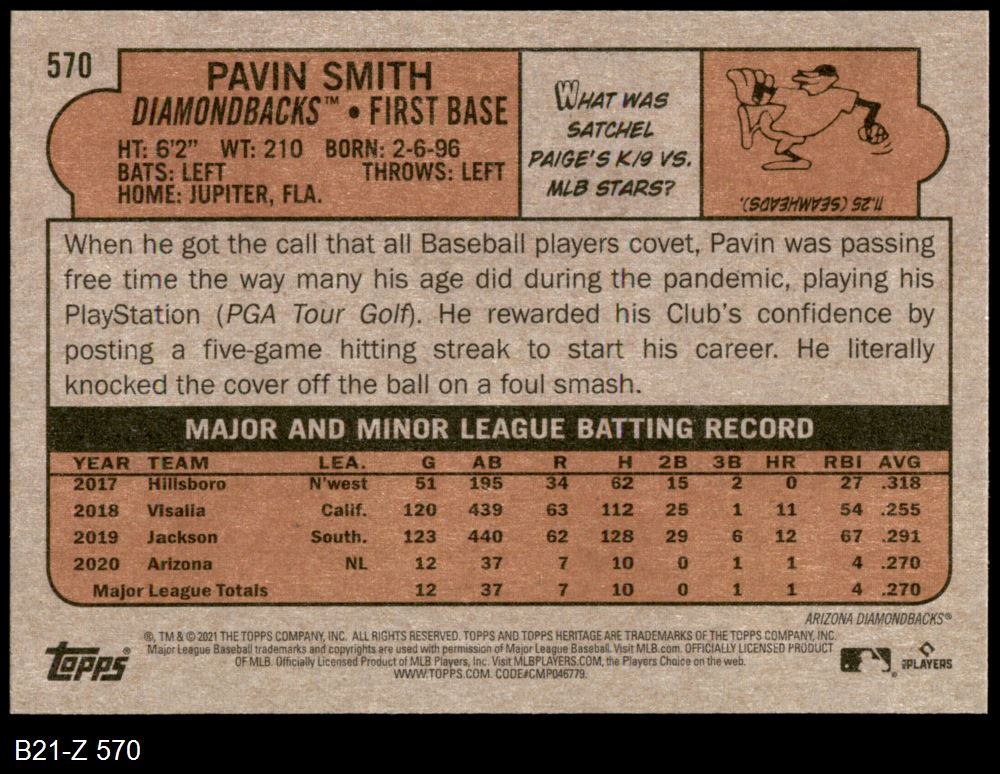 570
PAVIN SMITH
DIAMONDBACKS™ • FIRST BASE
HT: 6'2" WT: 210 BORN: 2-6-96
BATS: LEFT THROWS: LEFT
HOME: JUPITER, FLA.
WHAT WAS
SATCHEL
PAIGE'S K/9 VS.
MLB STARS?
11.25 (SEAMHEADS).
When he got the call that all Baseball players covet, Pavin was passing
free time the way many his age did during the pandemic, playing his
PlayStation (PGA Tour Golf). He rewarded his Club's confidence by
posting a five-game hitting streak to start his career. He literally
knocked the cover off the ball on a foul smash.
MAJOR AND MINOR LEAGUE BATTING RECORD
YEAR TEAM LEA. G AB R H 2B 3B HR RBI AVG
2017 Hillsboro N'west 51 195 34 62 15 2 0 27 .318
2018 Visalia Calif. 120 439 63 112 25 1 11 54 .255
2019 Jackson South. 123 440 62 128 29 6 12 67 .291
2020 Arizona NL 12 37 7 10 0 1 1 4 .270
Major League Totals 12 37 7 10 0 1 1 4 .270
ARIZONA DIAMONDBACKS®
®, TM & © 2021 THE TOPPS COMPANY, INC. ALL RIGHTS RESERVED. TOPPS AND TOPPS HERITAGE ARE TRADEMARKS OF THE TOPPS COMPANY, INC.
Major League Baseball trademarks and copyrights are used with permission of Major League Baseball. Visit MLB.com. OFFICIALLY LICENSED PRODUCT
OF MLB. Officially Licensed Product of MLB Players, Inc. Visit MLBPLAYERS.COM, the Players Choice on the web.
WWW.TOPPS.COM. CODE#CMP046779.
topps®
PLAYERS
B21-Z 570